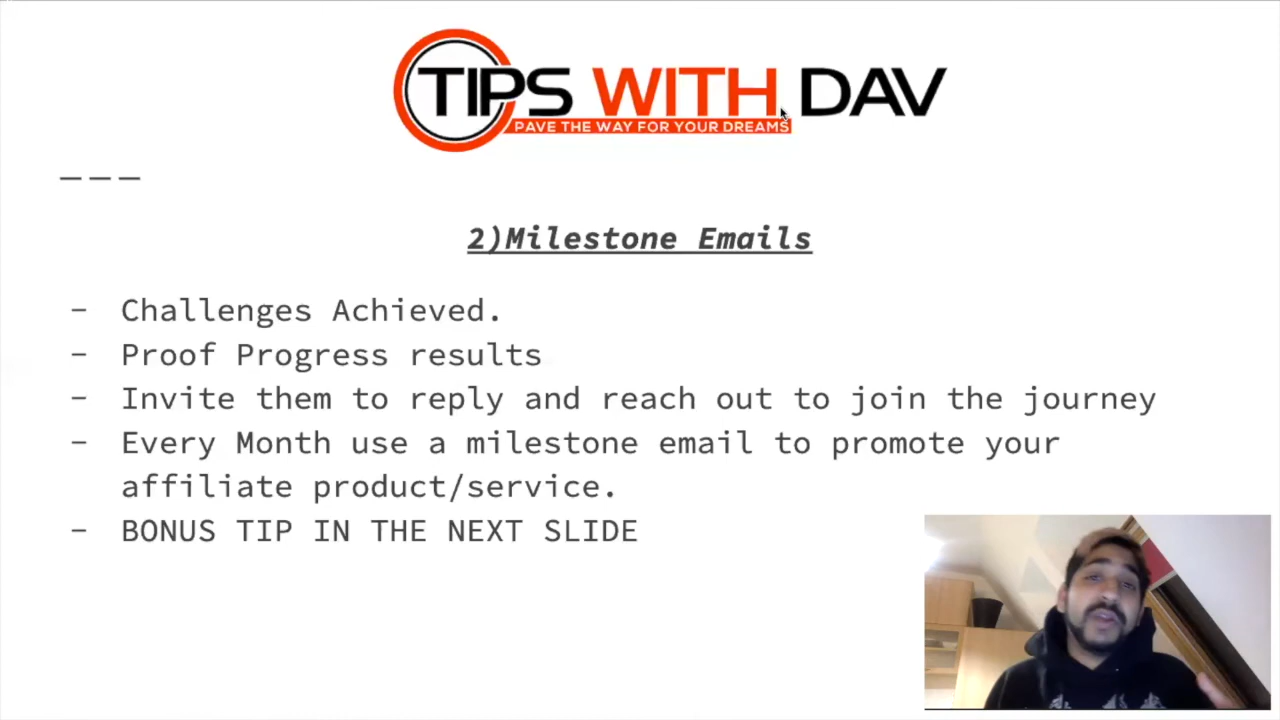 TIPS WITH DAV
PAVE THE WAY FOR YOUR DREAMS
2)Milestone Emails
- Challenges Achieved.
- Proof Progress results
- Invite them to reply and reach out to join the journey
- Every Month use a milestone email to promote your
affiliate product/service.
- BONUS TIP IN THE NEXT SLIDE